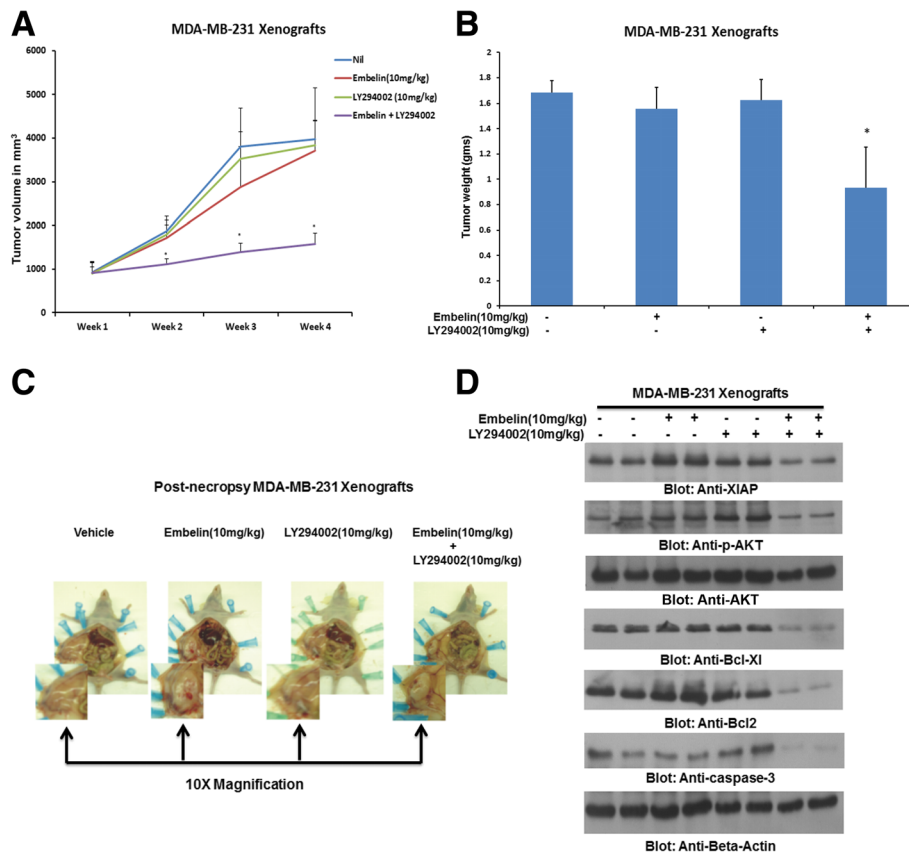 A
MDA-MB-231 Xenografts
Tumor volume in mm³
6000
5000
4000
3000
2000
1000
0
Nil
Embelin(10mg/kg)
LY294002 (10mg/kg)
Embelin + LY294002
*
*
*
Week 1 Week 2 Week 3 Week 4
B
MDA-MB-231 Xenografts
Tumor weight (gms)
2
1.8
1.6
1.4
1.2
1
0.8
0.6
0.4
0.2
0
*
Embelin(10mg/kg) - + - +
LY294002(10mg/kg) - - + +
C
Post-necropsy MDA-MB-231 Xenografts
Vehicle Embelin(10mg/kg) LY294002(10mg/kg) Embelin(10mg/kg)
+
LY294002(10mg/kg)
10X Magnification
D
MDA-MB-231 Xenografts
Embelin(10mg/kg) - - + + - - + +
LY294002(10mg/kg) - - - - + + + +
Blot: Anti-XIAP
Blot: Anti-p-AKT
Blot: Anti-AKT
Blot: Anti-Bcl-Xl
Blot: Anti-Bcl2
Blot: Anti-caspase-3
Blot: Anti-Beta-Actin